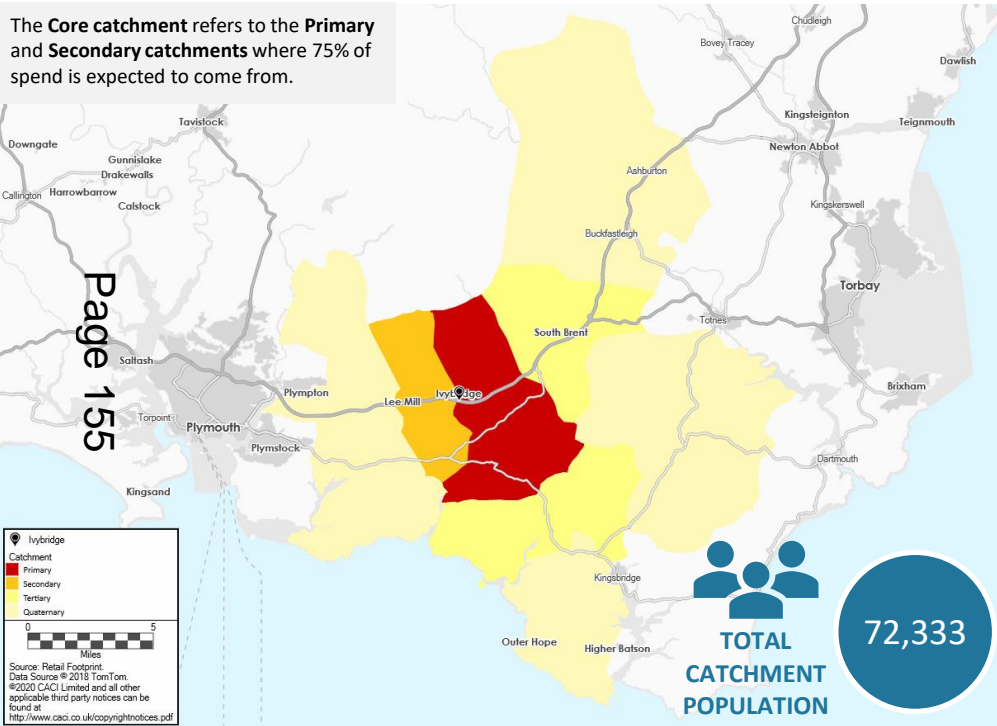 The Core catchment refers to the Primary
and Secondary catchments where 75% of
spend is expected to come from.
Chudleigh
Bovey Tracey
Dawlish
Tavistock
Kingsteignton
Teignmouth
Downgate
Gunnislake
Newton Abbot
Drakewalls
Ashburton
Callington
Harrowbarrow
Calstock
Kingskerswell
Buckfastleigh
Page 155
Torbay
Totnes
South Brent
Saltash
Plympton
Ivybridge
Brixham
Lee Mill
Torpoint
Plymouth
Plymstock
Dartmouth
Kingsand
Ivybridge
Catchment
Primary
Secondary
Tertiary
Quaternary
0 5
Miles
Source: Retail Footprint.
Data Source © 2018 TomTom.
©2020 CACI Limited and all other
applicable third party notices can be
found at
http://www.caci.co.uk/copyrightnotices.pdf
Kingsbridge
Outer Hope
Higher Batson
TOTAL
CATCHMENT
POPULATION
72,333